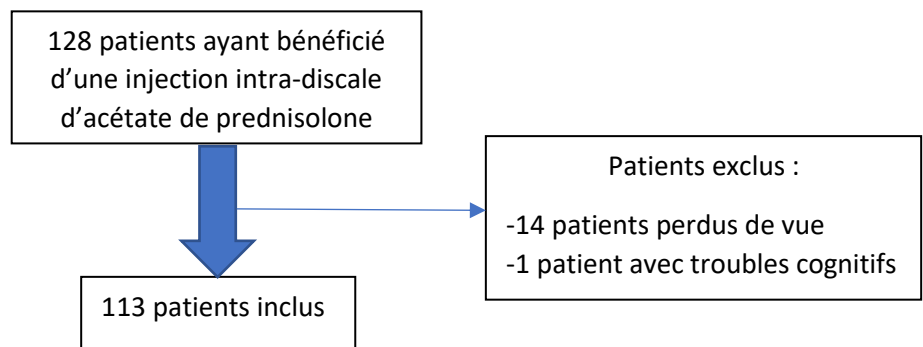 128 patients ayant bénéficié
d’une injection intra-discale
d’acétate de prednisolone
Patients exclus :
-14 patients perdus de vue
-1 patient avec troubles cognitifs
113 patients inclus